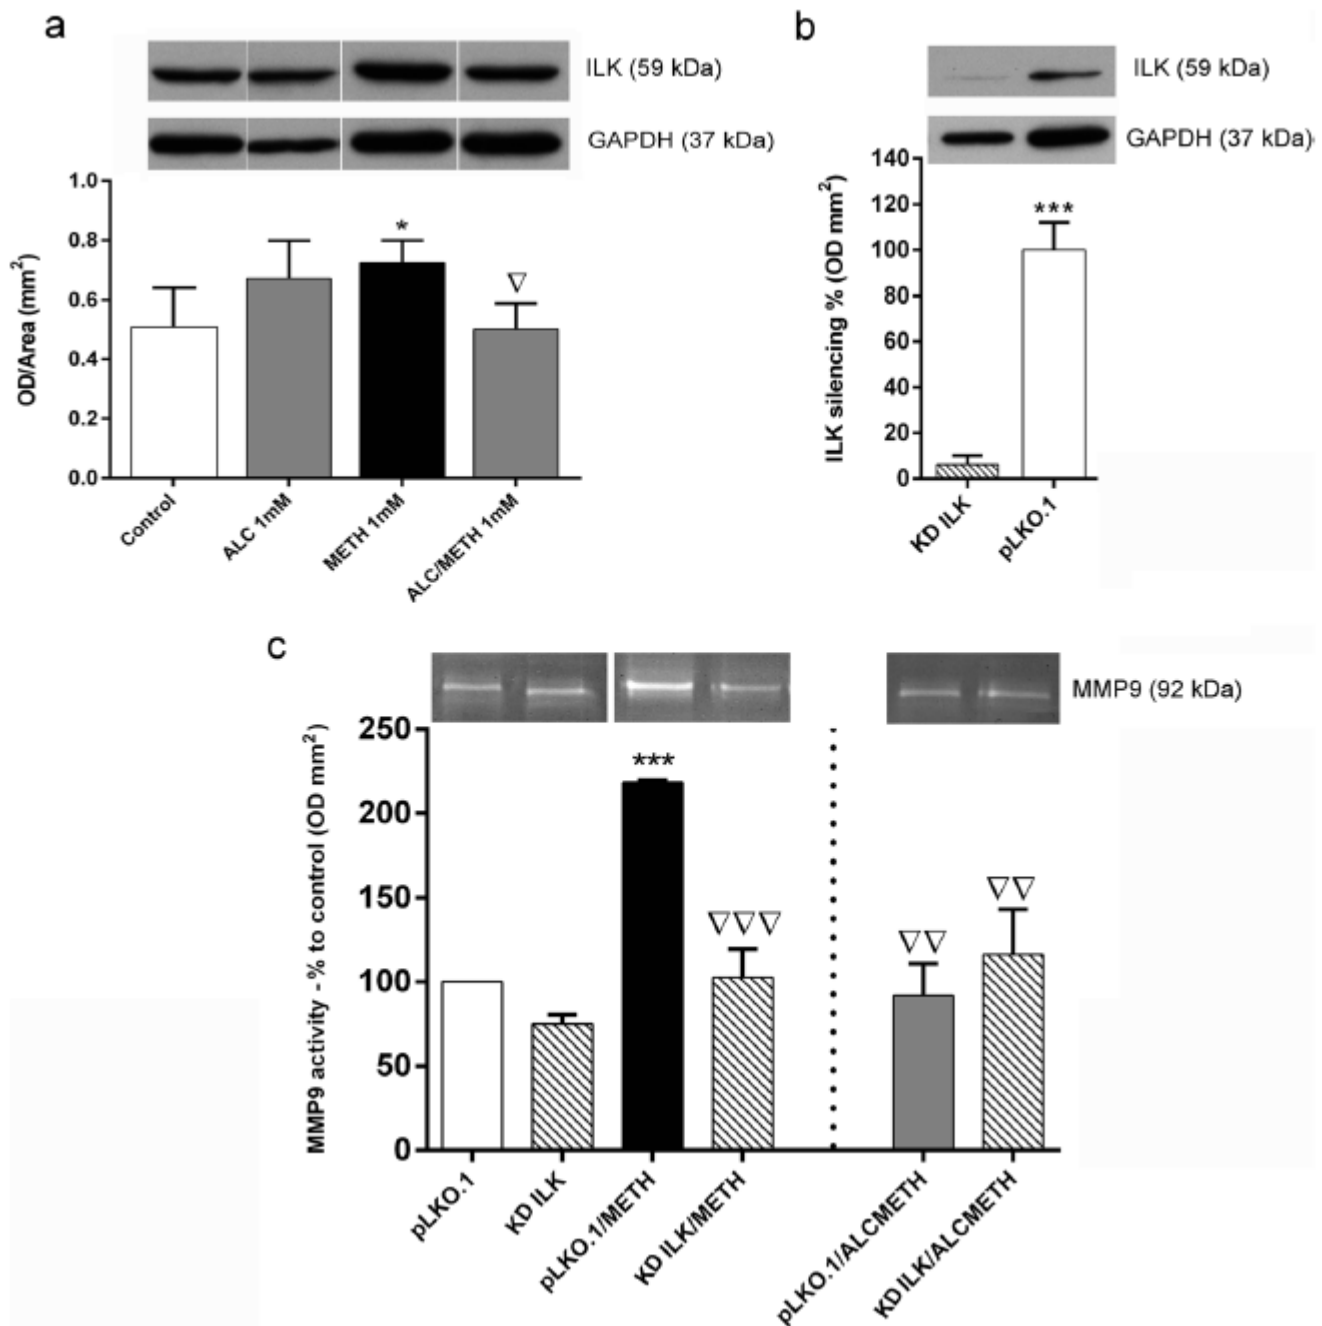 a
ILK (59 kDa)
GAPDH (37 kDa)
OD/Area (mm²)
1.0
0.8
0.6
0.4
0.2
0.0
*
▽
Control
ALC 1mM
METH 1mM
ALC/METH 1mM
b
ILK (59 kDa)
GAPDH (37 kDa)
ILK silencing % (OD mm²)
140
120
100
80
60
40
20
0
***
KD ILK
pLKO.1
c
MMP9 (92 kDa)
MMP9 activity - % to control (OD mm²)
250
200
150
100
50
0
***
▽▽▽
▽▽
▽▽
pLKO.1
KD ILK
pLKO.1/METH
KD ILK/METH
pLKO.1/ALCMETH
KD ILK/ALCMETH